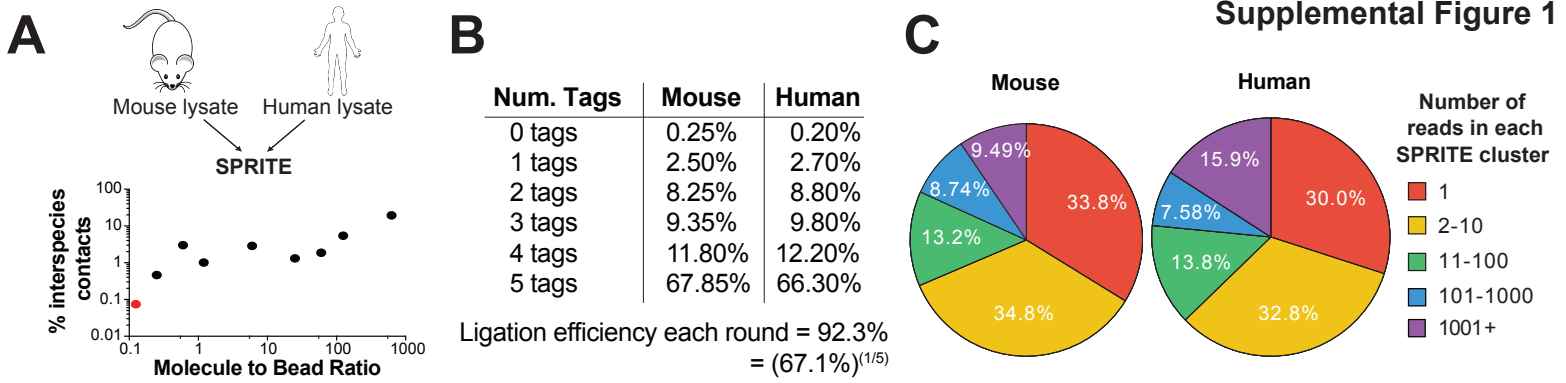 Supplemental Figure 1
A
Mouse lysate
Human lysate
SPRITE
% interspecies
contacts
100
10
1
0.1
0.01
0.1
1
10
100
1000
Molecule to Bead Ratio
B
Num. Tags Mouse Human
0 tags 0.25% 0.20%
1 tags 2.50% 2.70%
2 tags 8.25% 8.80%
3 tags 9.35% 9.80%
4 tags 11.80% 12.20%
5 tags 67.85% 66.30%
Ligation efficiency each round = 92.3%
= (67.1%)(1/5)
C
Mouse
9.49%
8.74%
33.8%
13.2%
34.8%
Human
15.9%
7.58%
30.0%
13.8%
32.8%
Number of
reads in each
SPRITE cluster
1
2-10
11-100
101-1000
1001+